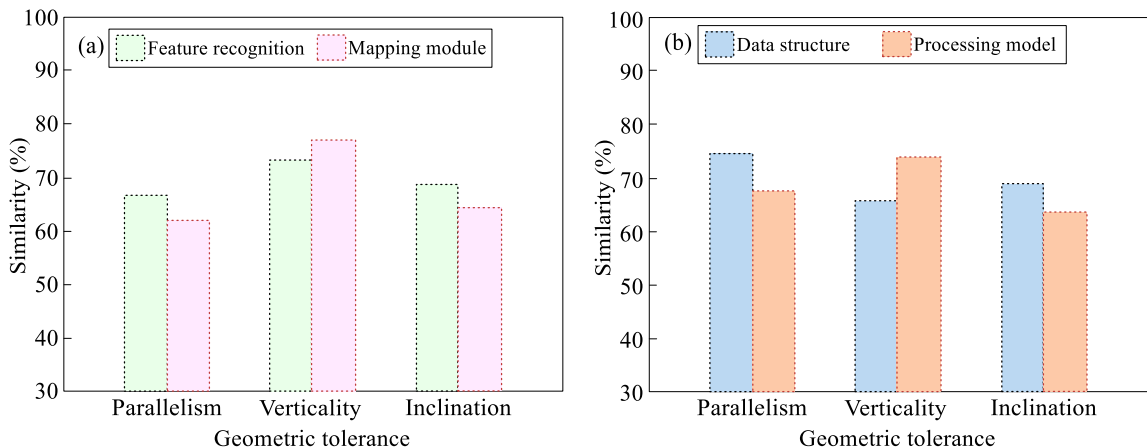 (a)
Feature recognition
Mapping module
Similarity (%)
100
90
80
70
60
50
40
30
Parallelism
Verticality
Inclination
Geometric tolerance
(b)
Data structure
Processing model
Similarity (%)
100
90
80
70
60
50
40
30
Parallelism
Verticality
Inclination
Geometric tolerance